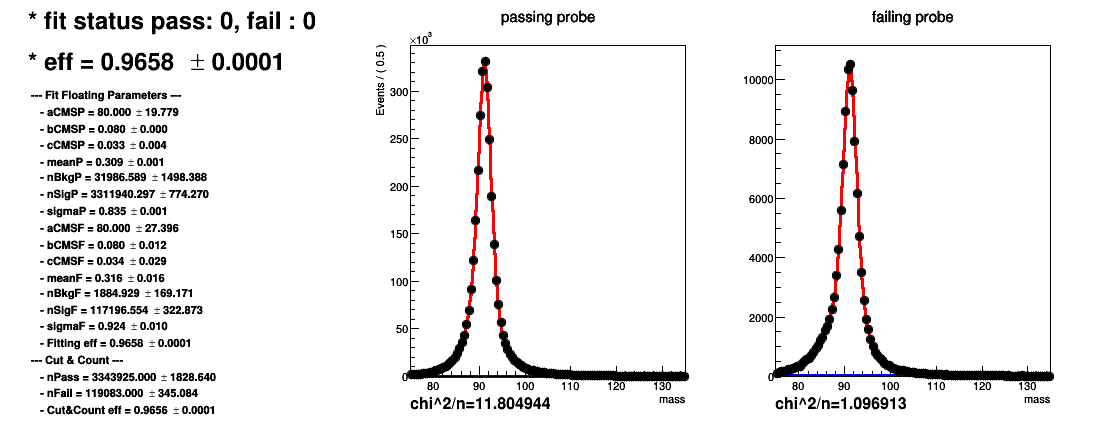 * fit status pass: 0, fail : 0
* eff = 0.9658 ± 0.0001
--- Fit Floating Parameters ---
- aCMSP = 80.000 ± 19.779
- bCMSP = 0.080 ± 0.000
- cCMSP = 0.033 ± 0.004
- meanP = 0.309 ± 0.001
- nBkgP = 31986.589 ± 1498.388
- nSigP = 3311940.297 ± 774.270
- sigmaP = 0.835 ± 0.001
- aCMSF = 80.000 ± 27.396
- bCMSF = 0.080 ± 0.012
- cCMSF = 0.034 ± 0.029
- meanF = 0.316 ± 0.016
- nBkgF = 1884.929 ± 169.171
- nSigF = 117196.554 ± 322.873
- sigmaF = 0.924 ± 0.010
- Fitting eff = 0.9658 ± 0.0001
--- Cut & Count ---
- nPass = 3343925.000 ± 1828.640
- nFail = 119083.000 ± 345.084
- Cut&Count eff = 0.9656 ± 0.0001
passing probe
×10³
Events / ( 0.5 )
300
250
200
150
100
50
0
80 90 100 110 120 130
mass
chi^2/n=11.804944
failing probe
10000
8000
6000
4000
2000
0
80 90 100 110 120 130
mass
chi^2/n=1.096913